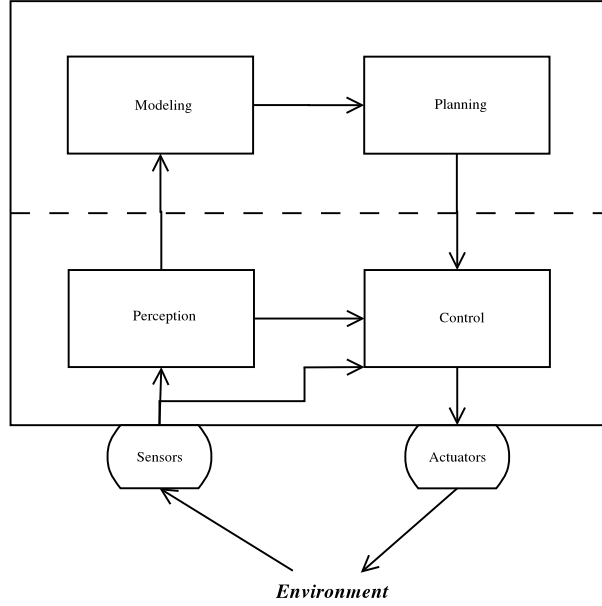 Modeling
Planning
Perception
Control
Sensors
Actuators
Environment